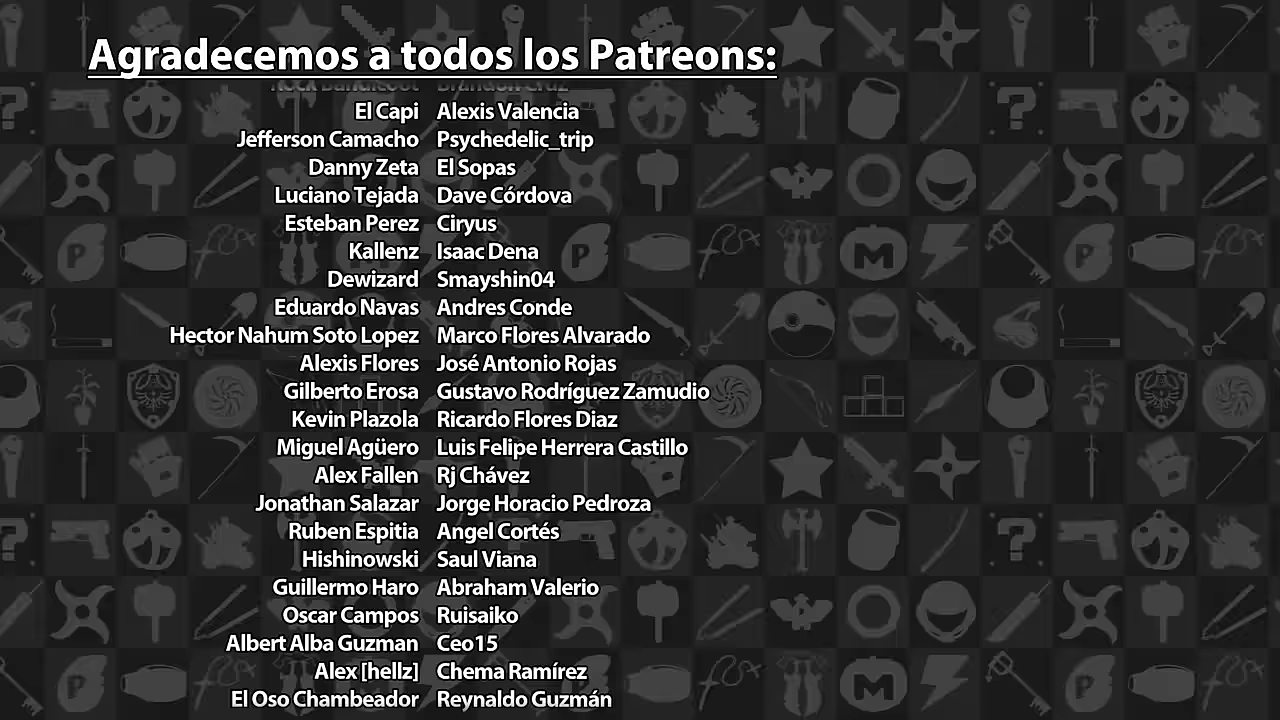 Agradecemos a todos los Patreons:
El Capi Alexis Valencia
Jefferson Camacho Psychedelic_trip
Danny Zeta El Sopas
Luciano Tejada Dave Córdova
Esteban Perez Ciryus
Kallenz Isaac Dena
Dewizard Smayshin04
Eduardo Navas Andres Conde
Hector Nahum Soto Lopez Marco Flores Alvarado
Alexis Flores José Antonio Rojas
Gilberto Erosa Gustavo Rodríguez Zamudio
Kevin Plazola Ricardo Flores Diaz
Miguel Agüero Luis Felipe Herrera Castillo
Alex Fallen Rj Chávez
Jonathan Salazar Jorge Horacio Pedroza
Ruben Espitia Angel Cortés
Hishinowski Saul Viana
Guillermo Haro Abraham Valerio
Oscar Campos Ruisaiko
Albert Alba Guzman Ceo15
Alex [hellz] Chema Ramírez
El Oso Chambeador Reynaldo Guzmán